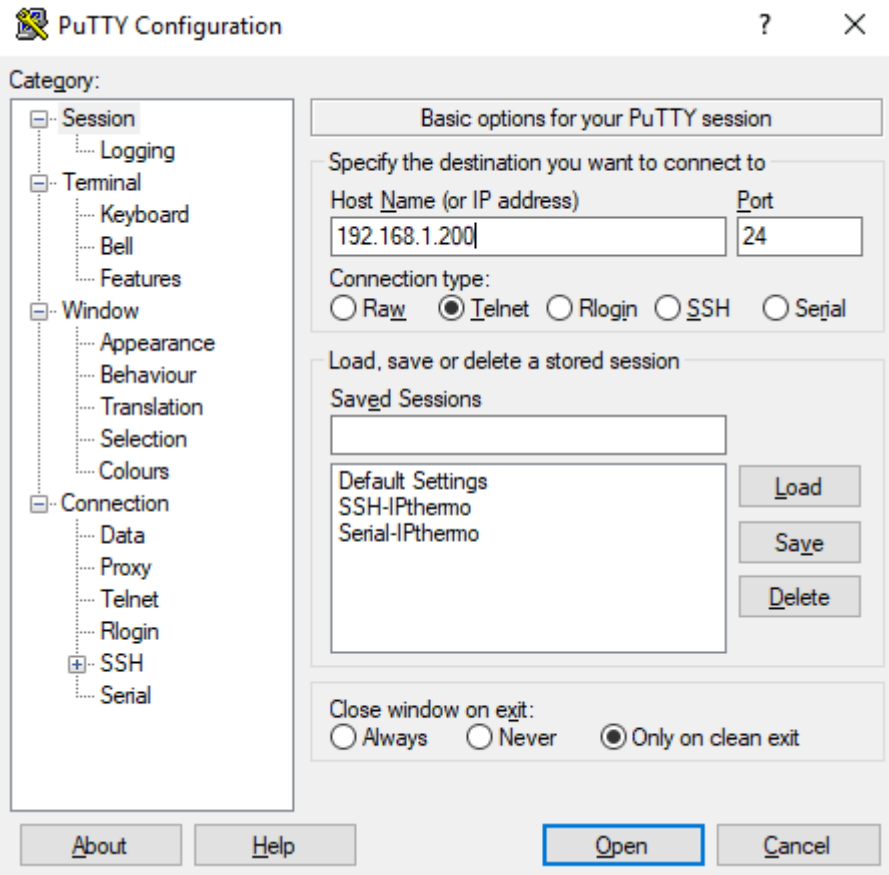 PuTTY Configuration ? ×
Category:
Session
Logging
Terminal
Keyboard
Bell
Features
Window
Appearance
Behaviour
Translation
Selection
Colours
Connection
Data
Proxy
Telnet
Rlogin
SSH
Serial
Basic options for your PuTTY session
Specify the destination you want to connect to
Host Name (or IP address) Port
192.168.1.200 24
Connection type:
Raw Telnet Rlogin SSH Serial
Load, save or delete a stored session
Saved Sessions
Default Settings
SSH-IPthermo
Serial-IPthermo
Load
Save
Delete
Close window on exit:
Always Never Only on clean exit
About Help Open Cancel